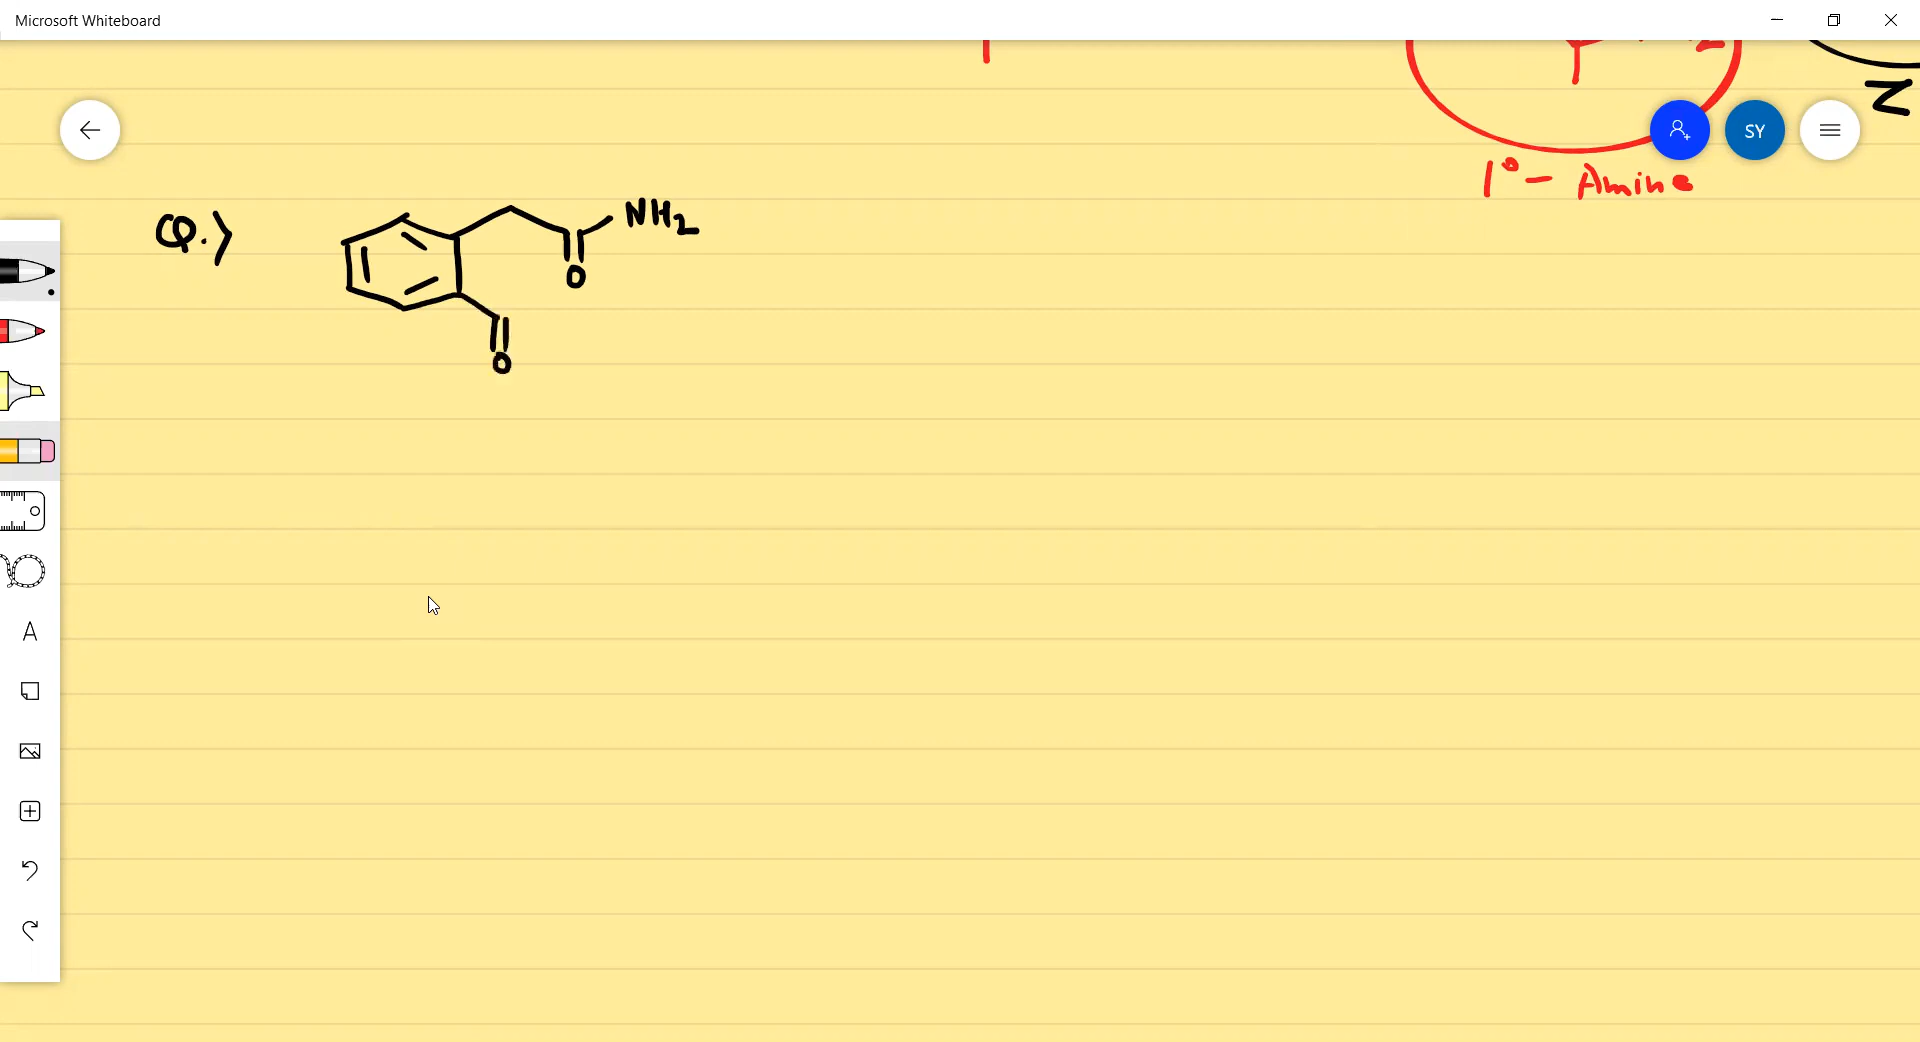 Microsoft Whiteboard
Z
SY
1° - Amine
Q.>
NH2
O
O
A